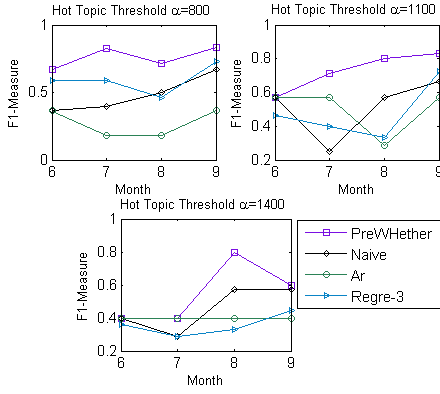 Hot Topic Threshold α=800
1
0.5
0
6
7
8
9
F1-Measure
Month
Hot Topic Threshold α=1100
1
0.8
0.6
0.4
0.2
6
7
8
9
F1-Measure
Month
Hot Topic Threshold α=1400
1
0.8
0.6
0.4
0.2
6
7
8
9
F1-Measure
Month
PreWHether
Naive
Ar
Regre-3